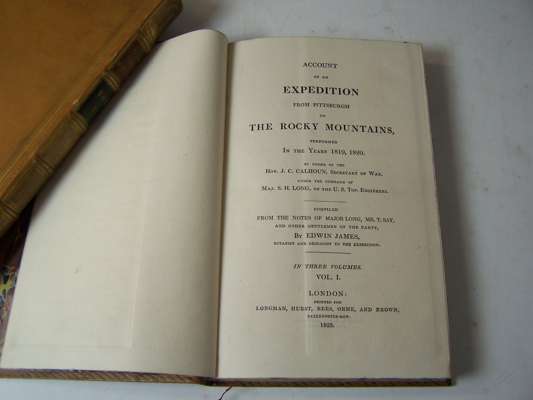 ACCOUNT
OF AN
EXPEDITION
FROM PITTSBURGH
TO
THE ROCKY MOUNTAINS,
PERFORMED
IN THE YEARS 1819, 1820.
BY ORDER OF THE
HON. J. C. CALHOUN, SECRETARY OF WAR,
UNDER THE COMMAND OF
MAJ. S. H. LONG, OF THE U. S. TOP. ENGINEERS.
COMPILED
FROM THE NOTES OF MAJOR LONG, MR. T. SAY,
AND OTHER GENTLEMEN OF THE PARTY,
BY EDWIN JAMES,
BOTANIST AND GEOLOGIST TO THE EXPEDITION.
IN THREE VOLUMES.
VOL. I.
LONDON:
PRINTED FOR
LONGMAN, HURST, REES, ORME, AND BROWN,
PATERNOSTER-ROW.
1823.